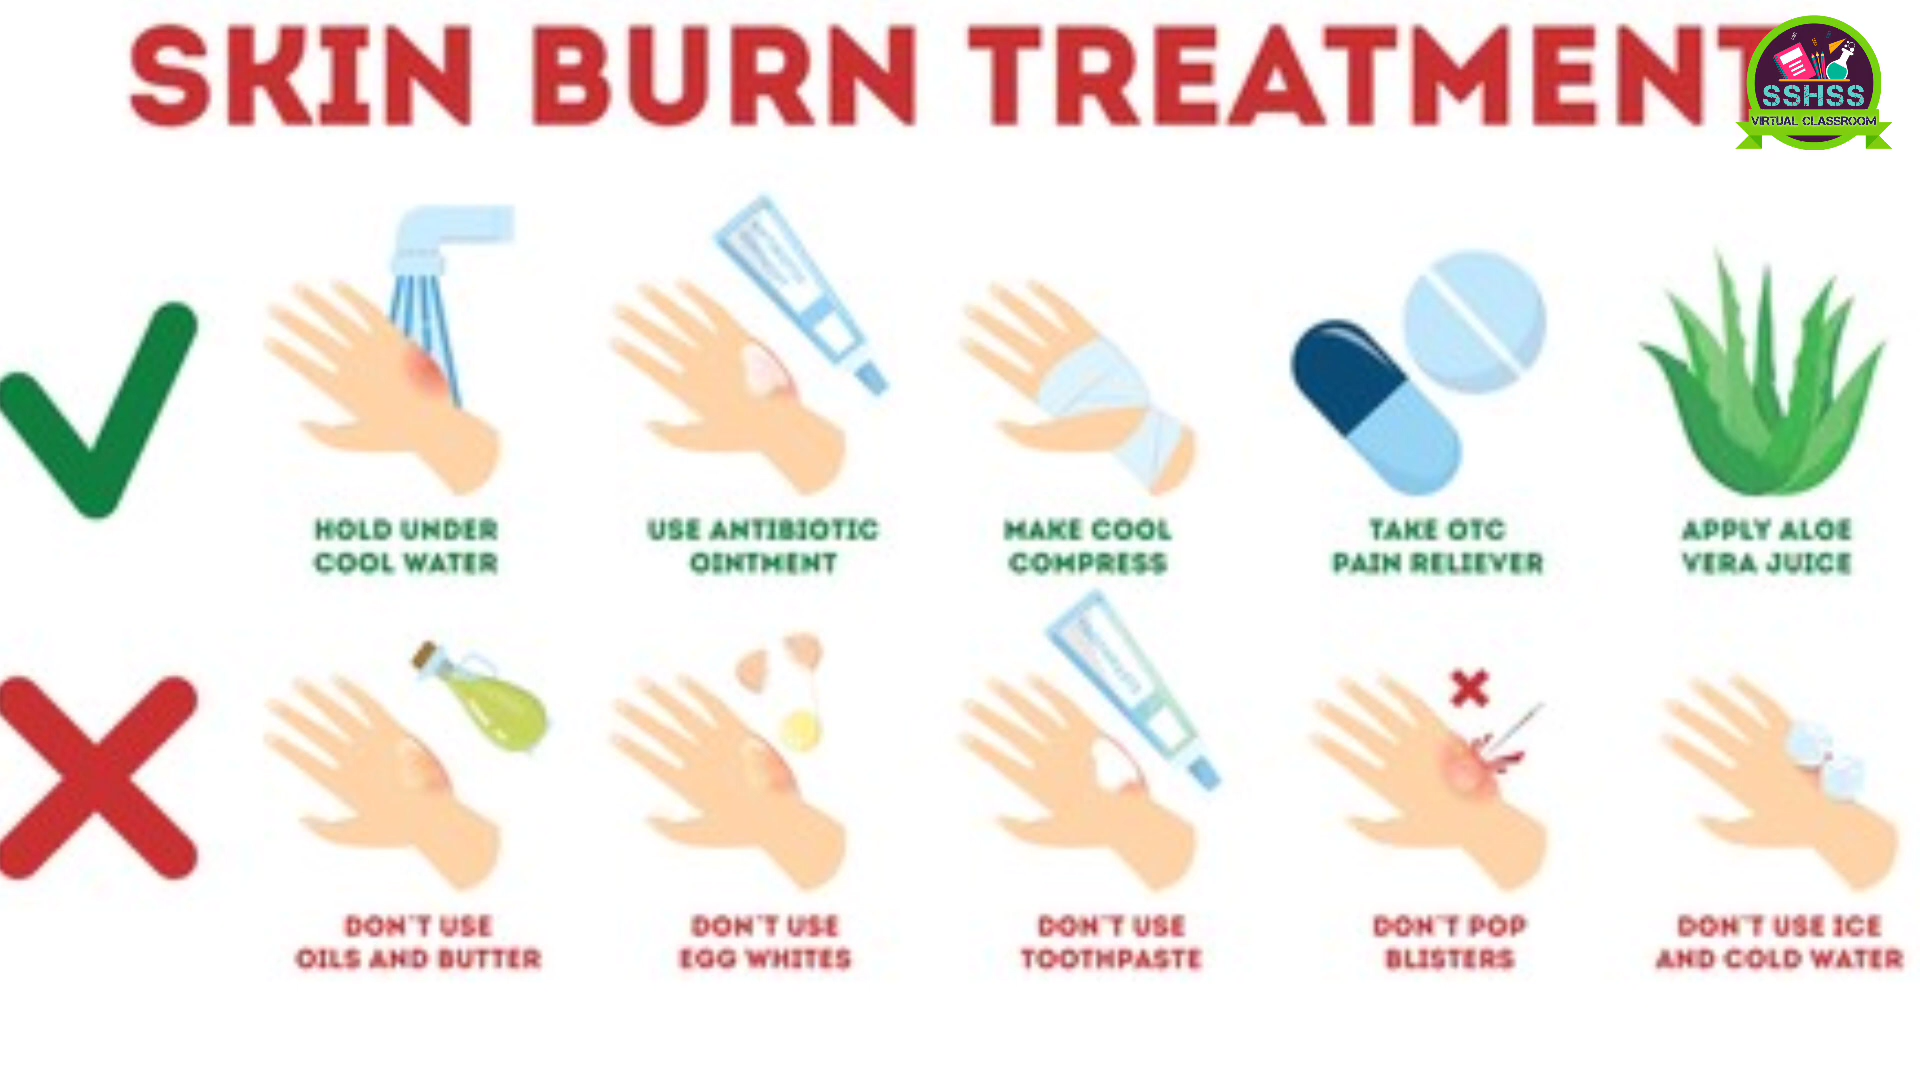 SKIN BURN TREATMENT
SSHSS
VIRTUAL CLASSROOM
HOLD UNDER
COOL WATER
USE ANTIBIOTIC
OINTMENT
MAKE COOL
COMPRESS
TAKE OTC
PAIN RELIEVER
APPLY ALOE
VERA JUICE
DON'T USE
OILS AND BUTTER
DON'T USE
EGG WHITES
DON'T USE
TOOTHPASTE
DON'T POP
BLISTERS
DON'T USE ICE
AND COLD WATER